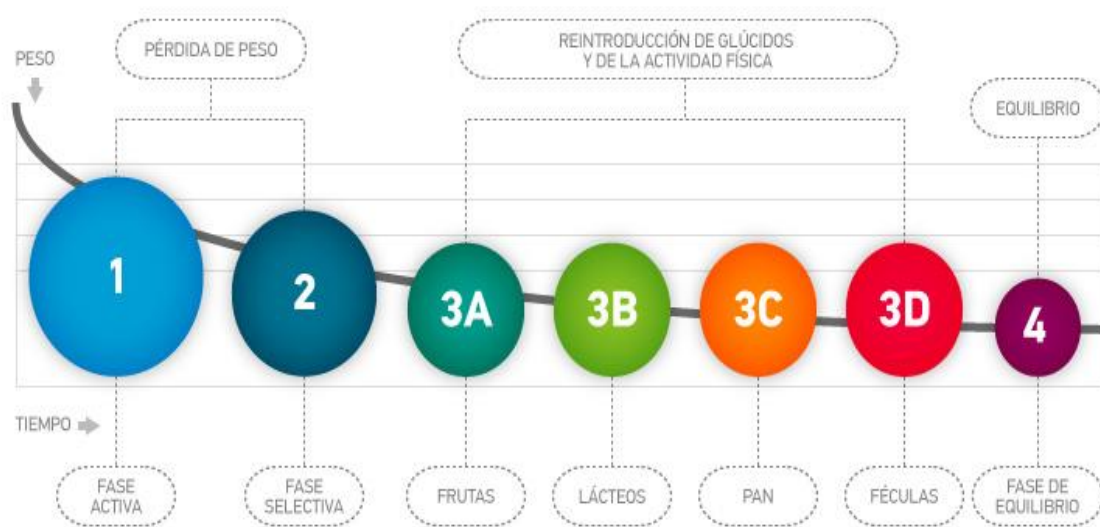 PÉRDIDA DE PESO
REINTRODUCCIÓN DE GLÚCIDOS
Y DE LA ACTIVIDAD FÍSICA
PESO
EQUILIBRIO
1
2
3A
3B
3C
3D
4
TIEMPO
FASE
ACTIVA
FASE
SELECTIVA
FRUTAS
LÁCTEOS
PAN
FÉCULAS
FASE DE
EQUILIBRIO